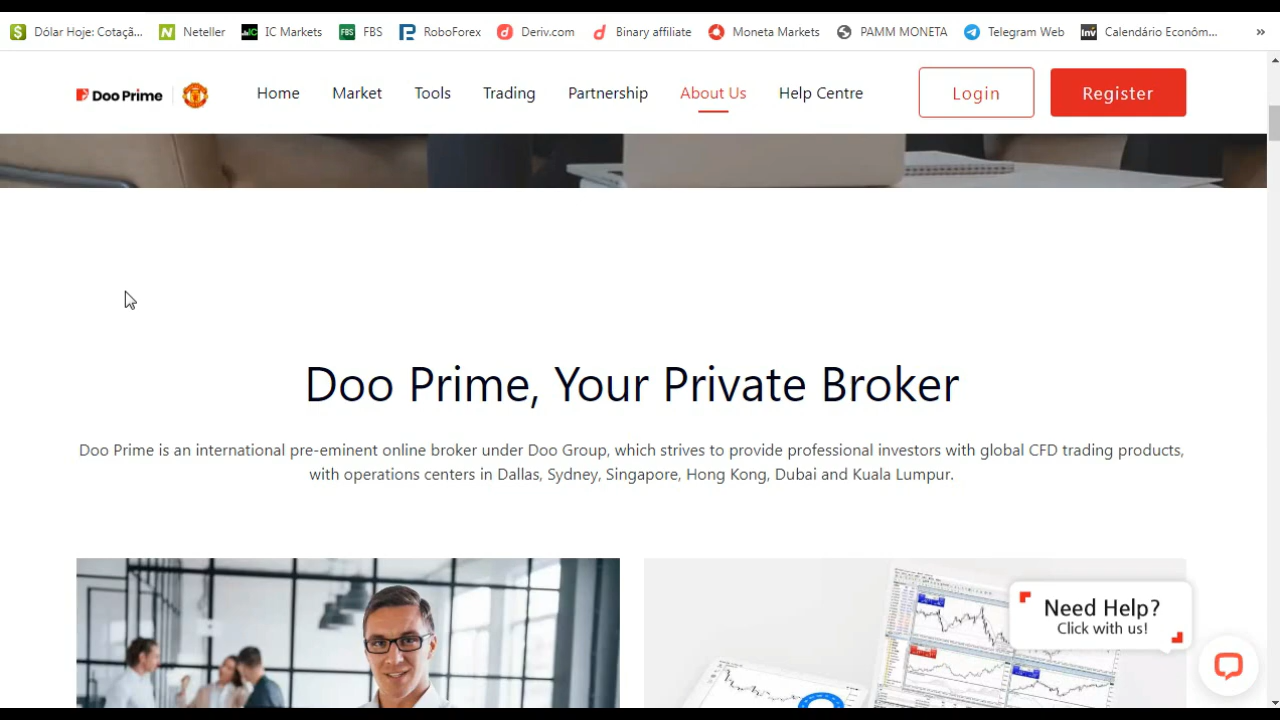 Dólar Hoje: Cotaçã... Neteller IC Markets FBS RoboForex Deriv.com Binary affiliate Moneta Markets PAMM MONETA Telegram Web Calendário Económ... »
Doo Prime Home Market Tools Trading Partnership About Us Help Centre Login Register
Doo Prime, Your Private Broker
Doo Prime is an international pre-eminent online broker under Doo Group, which strives to provide professional investors with global CFD trading products,
with operations centers in Dallas, Sydney, Singapore, Hong Kong, Dubai and Kuala Lumpur.
Need Help?
Click with us!